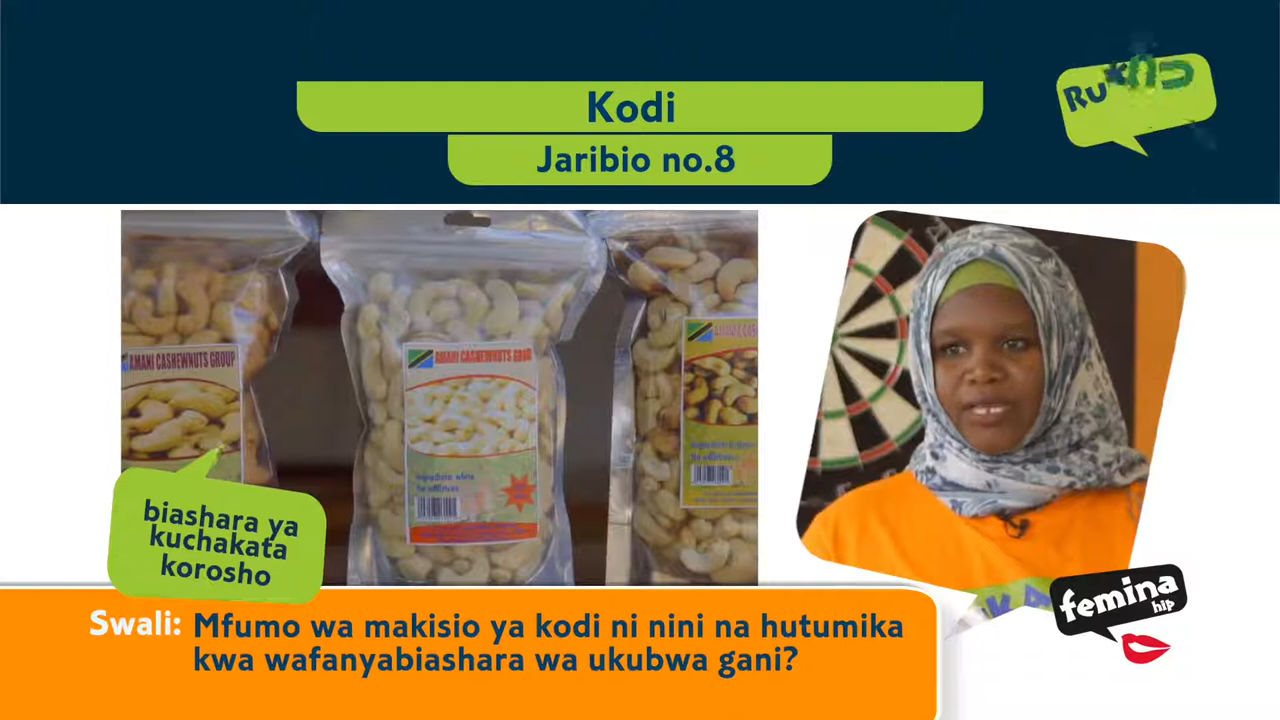 Kodi
Jaribio no.8
Ruka
AMANI CASHEWNUTS GROUP
AMANI CASHEWNUTS
biashara ya
kuchakata
korosho
Swali: Mfumo wa makisio ya kodi ni nini na hutumika
kwa wafanyabiashara wa ukubwa gani?
femina
hip